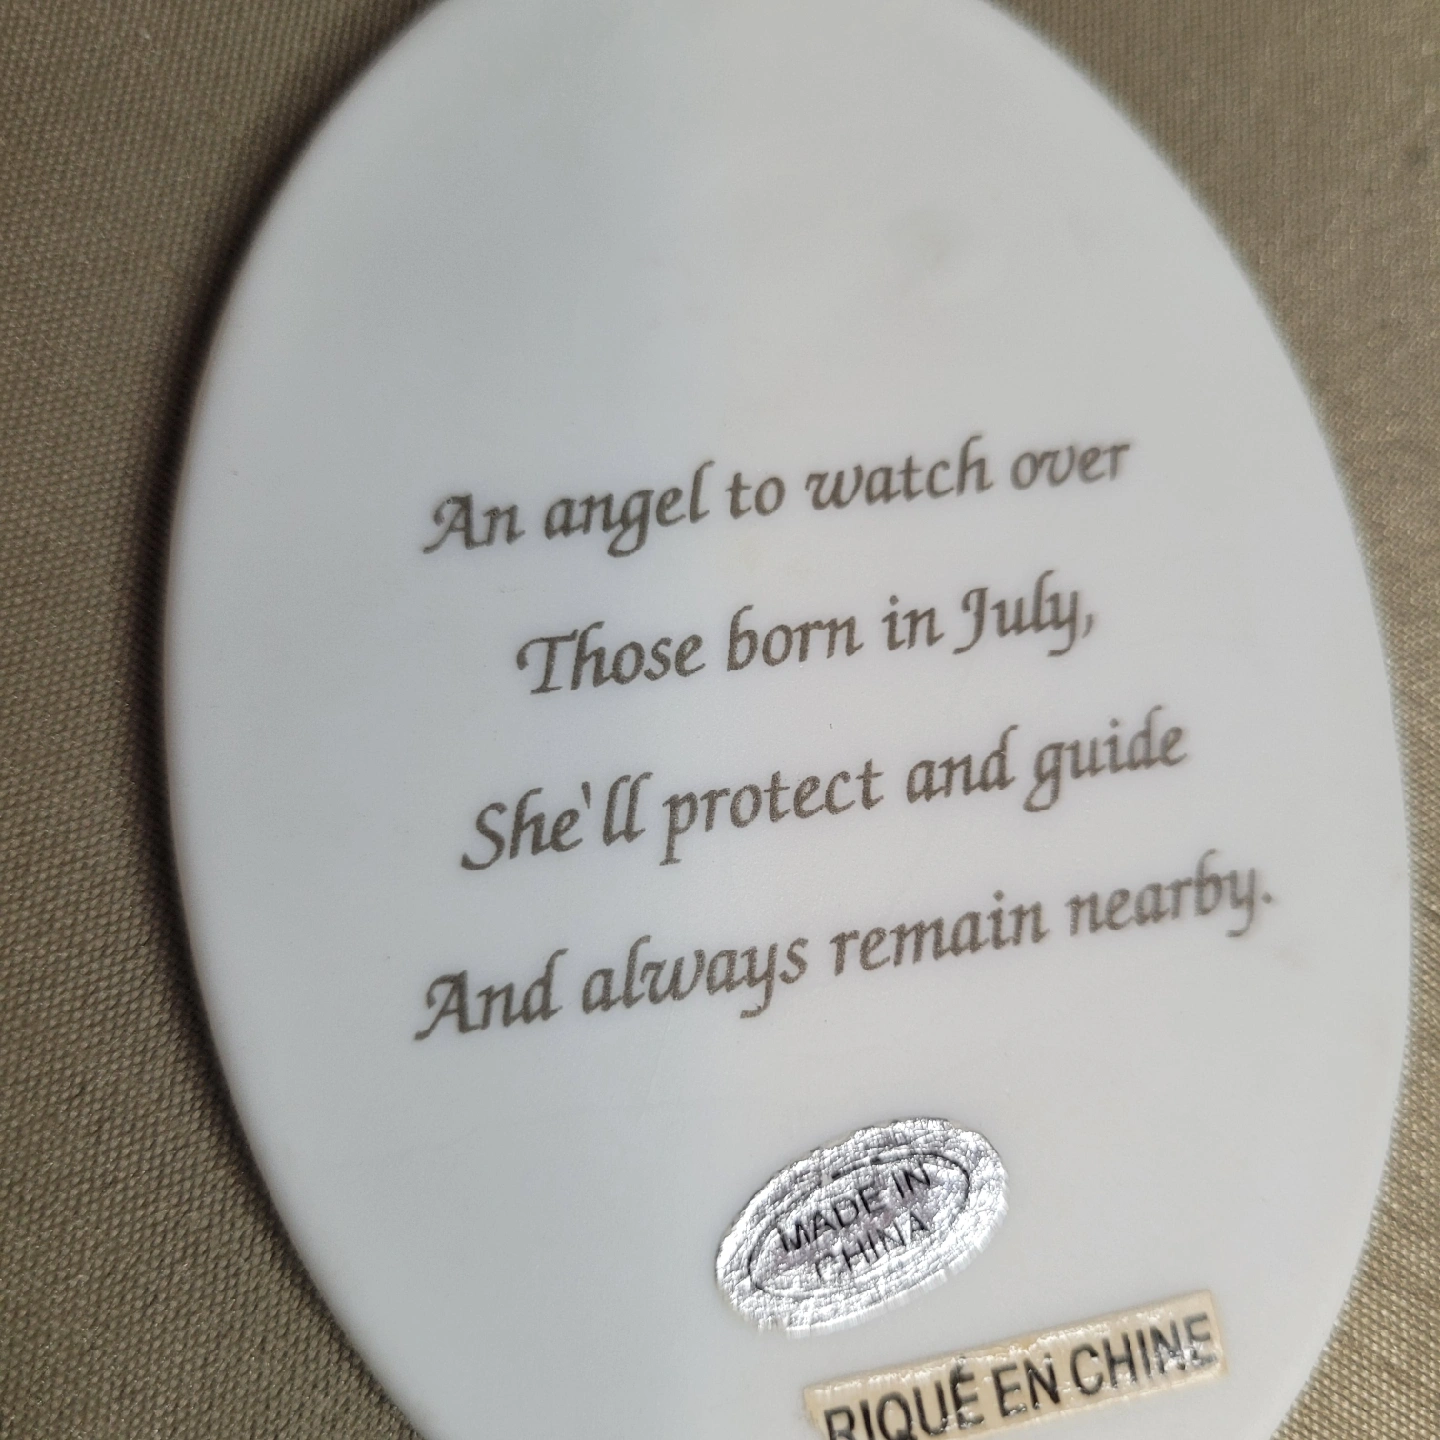 An angel to watch over
Those born in July,
She`ll protect and guide
And always remain nearby.
MADE IN
CHINA
RIQUÉ EN CHINE